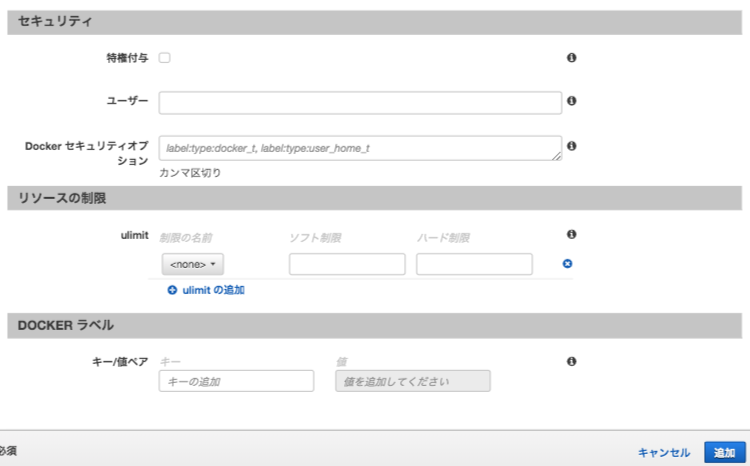 セキュリティ
特権付与
ユーザー
Docker セキュリティオプ
ション
label:type:docker_t, label:type:user_home_t
カンマ区切り
リソースの制限
ulimit 制限の名前 ソフト制限 ハード制限
<none>
ulimit の追加
DOCKER ラベル
キー/値ペア キー 値
キーの追加 値を追加してください
必須 キャンセル 追加